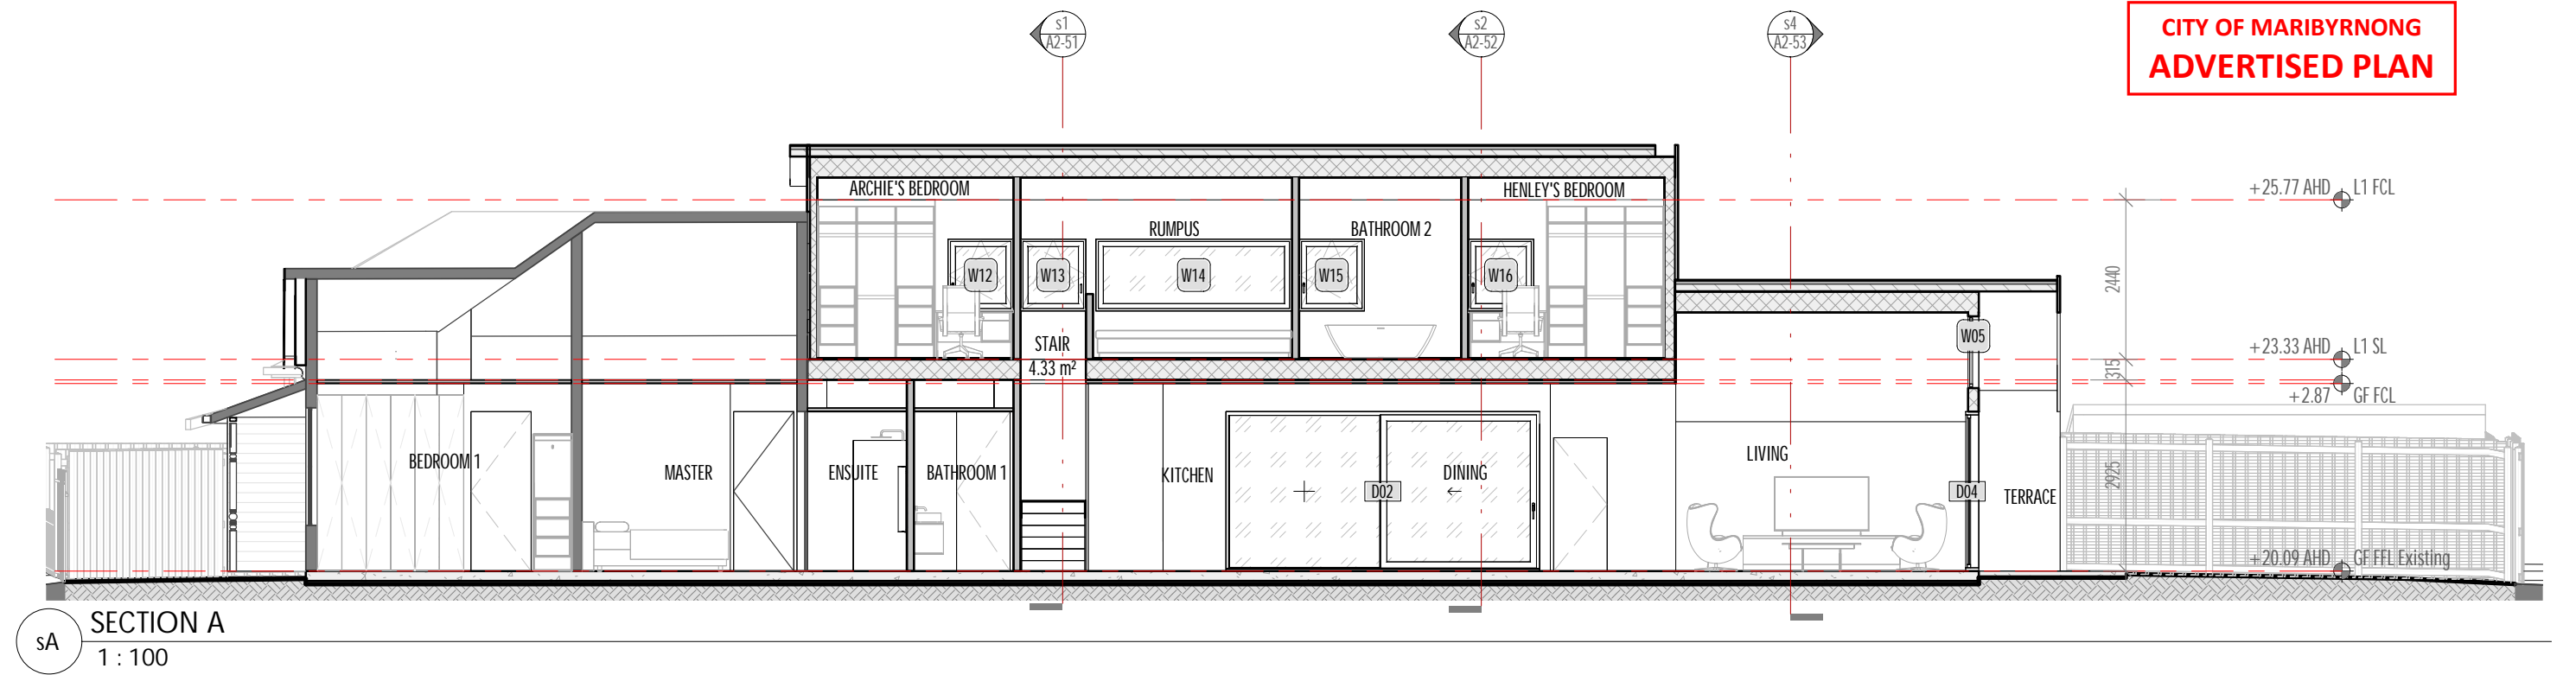 s1
A2-51
s2
A2-52
s4
A2-53
CITY OF MARIBYRNONG
ADVERTISED PLAN
ARCHIE'S BEDROOM
HENLEY'S BEDROOM
+25.77 AHD L1 FCL
RUMPUS
BATHROOM 2
W12
W13
W14
W15
W16
2440
STAIR
4.33 m²
W05
+23.33 AHD L1 SL
315
+2.87 GF FCL
BEDROOM 1
MASTER
ENSUITE
BATHROOM 1
KITCHEN
DINING
LIVING
D02
D04
TERRACE
2925
+20.09 AHD GF FFL Existing
sA
SECTION A
1 : 100